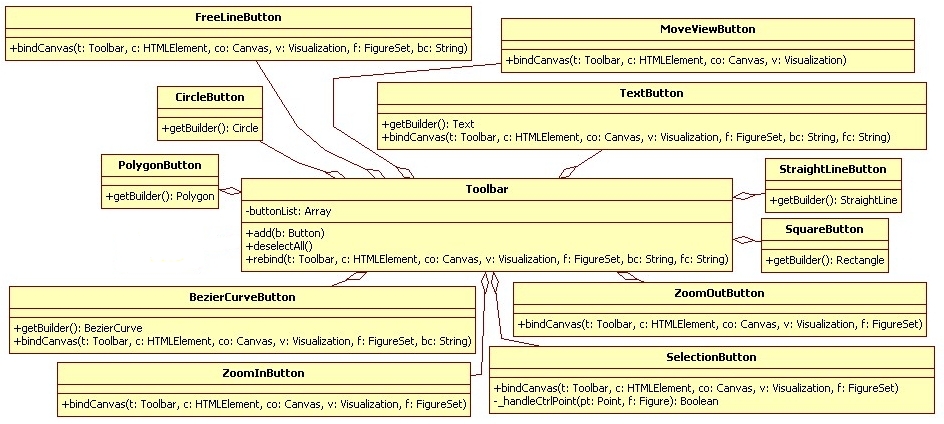 FreeLineButton
+bindCanvas(t: Toolbar, c: HTMLElement, co: Canvas, v: Visualization, f: FigureSet, bc: String)
MoveViewButton
+bindCanvas(t: Toolbar, c: HTMLElement, co: Canvas, v: Visualization)
CircleButton
+getBuilder(): Circle
TextButton
+getBuilder(): Text
+bindCanvas(t: Toolbar, c: HTMLElement, co: Canvas, v: Visualization, f: FigureSet, bc: String, fc: String)
PolygonButton
+getBuilder(): Polygon
Toolbar
-buttonList: Array
+add(b: Button)
+deselectAll()
+rebind(t: Toolbar, c: HTMLElement, co: Canvas, v: Visualization, f: FigureSet, bc: String, fc: String)
StraightLineButton
+getBuilder(): StraightLine
SquareButton
+getBuilder(): Rectangle
BezierCurveButton
+getBuilder(): BezierCurve
+bindCanvas(t: Toolbar, c: HTMLElement, co: Canvas, v: Visualization, f: FigureSet, bc: String)
ZoomOutButton
+bindCanvas(t: Toolbar, c: HTMLElement, co: Canvas, v: Visualization, f: FigureSet)
ZoomInButton
+bindCanvas(t: Toolbar, c: HTMLElement, co: Canvas, v: Visualization, f: FigureSet)
SelectionButton
+bindCanvas(t: Toolbar, c: HTMLElement, co: Canvas, v: Visualization, f: FigureSet)
-_handleCtrlPoint(pt: Point, f: Figure): Boolean